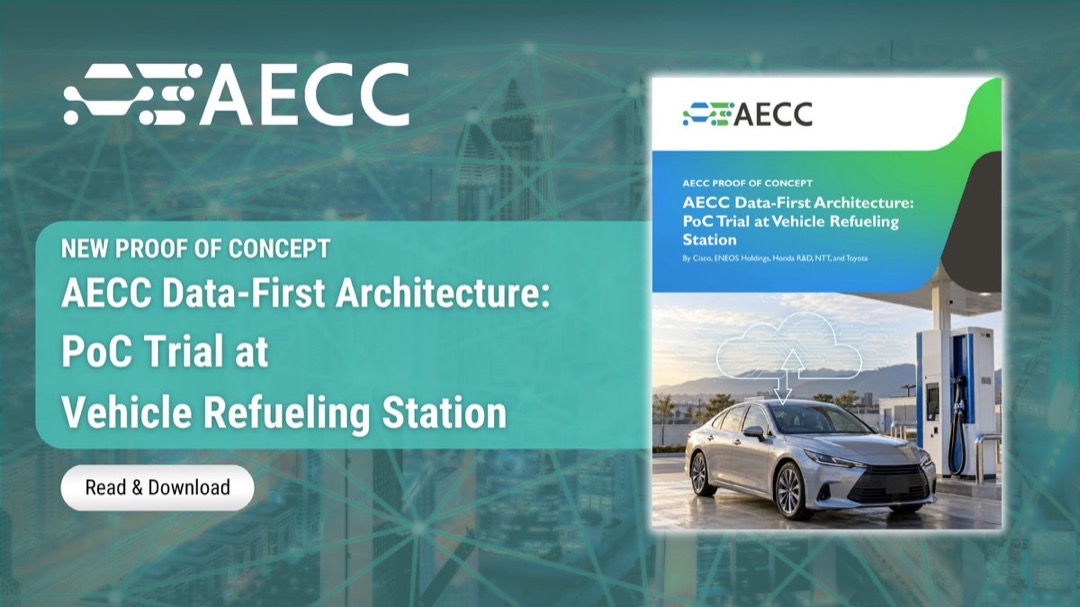 AECC
NEW PROOF OF CONCEPT
AECC Data-First Architecture:
PoC Trial at
Vehicle Refueling Station
Read & Download
AECC
AECC PROOF OF CONCEPT
AECC Data-First Architecture:
PoC Trial at Vehicle Refueling
Station
By Cisco, ENEOS Holdings, Honda R&D, NTT, and Toyota